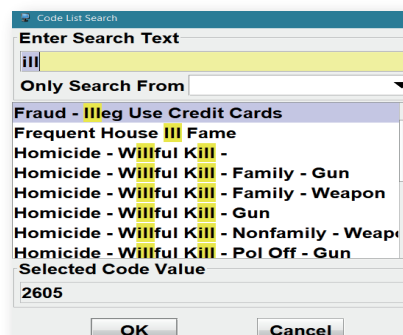 Code List Search
Enter Search Text
ill
Only Search From
Fraud - Illeg Use Credit Cards
Frequent House Ill Fame
Homicide - Willful Kill -
Homicide - Willful Kill - Family - Gun
Homicide - Willful Kill - Family - Weapon
Homicide - Willful Kill - Gun
Homicide - Willful Kill - Nonfamily - Weap
Homicide - Willful Kill - Pol Off - Gun
Selected Code Value
2605
OK Cancel